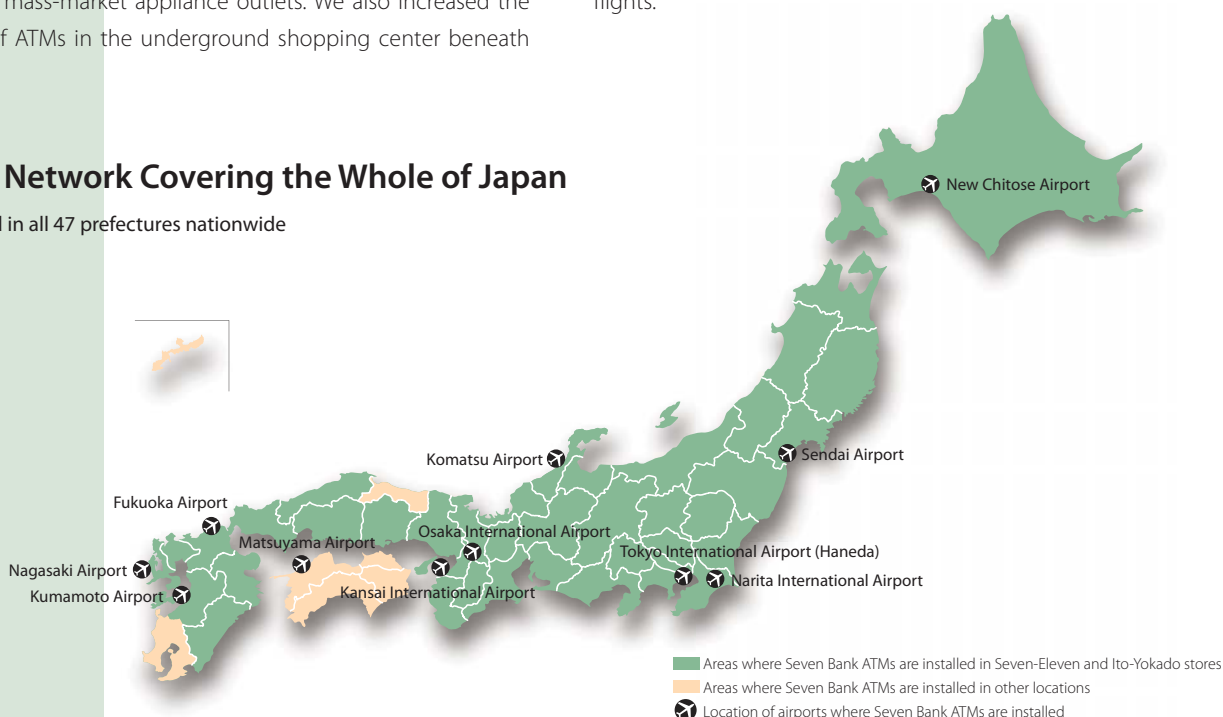 mass-market appliance outlets. We also increased the
f ATMs in the underground shopping center beneath
flights.
Network Covering the Whole of Japan
in all 47 prefectures nationwide
New Chitose Airport
Sendai Airport
Komatsu Airport
Fukuoka Airport
Osaka International Airport
Matsuyama Airport
Tokyo International Airport (Haneda)
Nagasaki Airport
Narita International Airport
Kumamoto Airport
Kansai International Airport
Areas where Seven Bank ATMs are installed in Seven-Eleven and Ito-Yokado stores
Areas where Seven Bank ATMs are installed in other locations
Location of airports where Seven Bank ATMs are installed